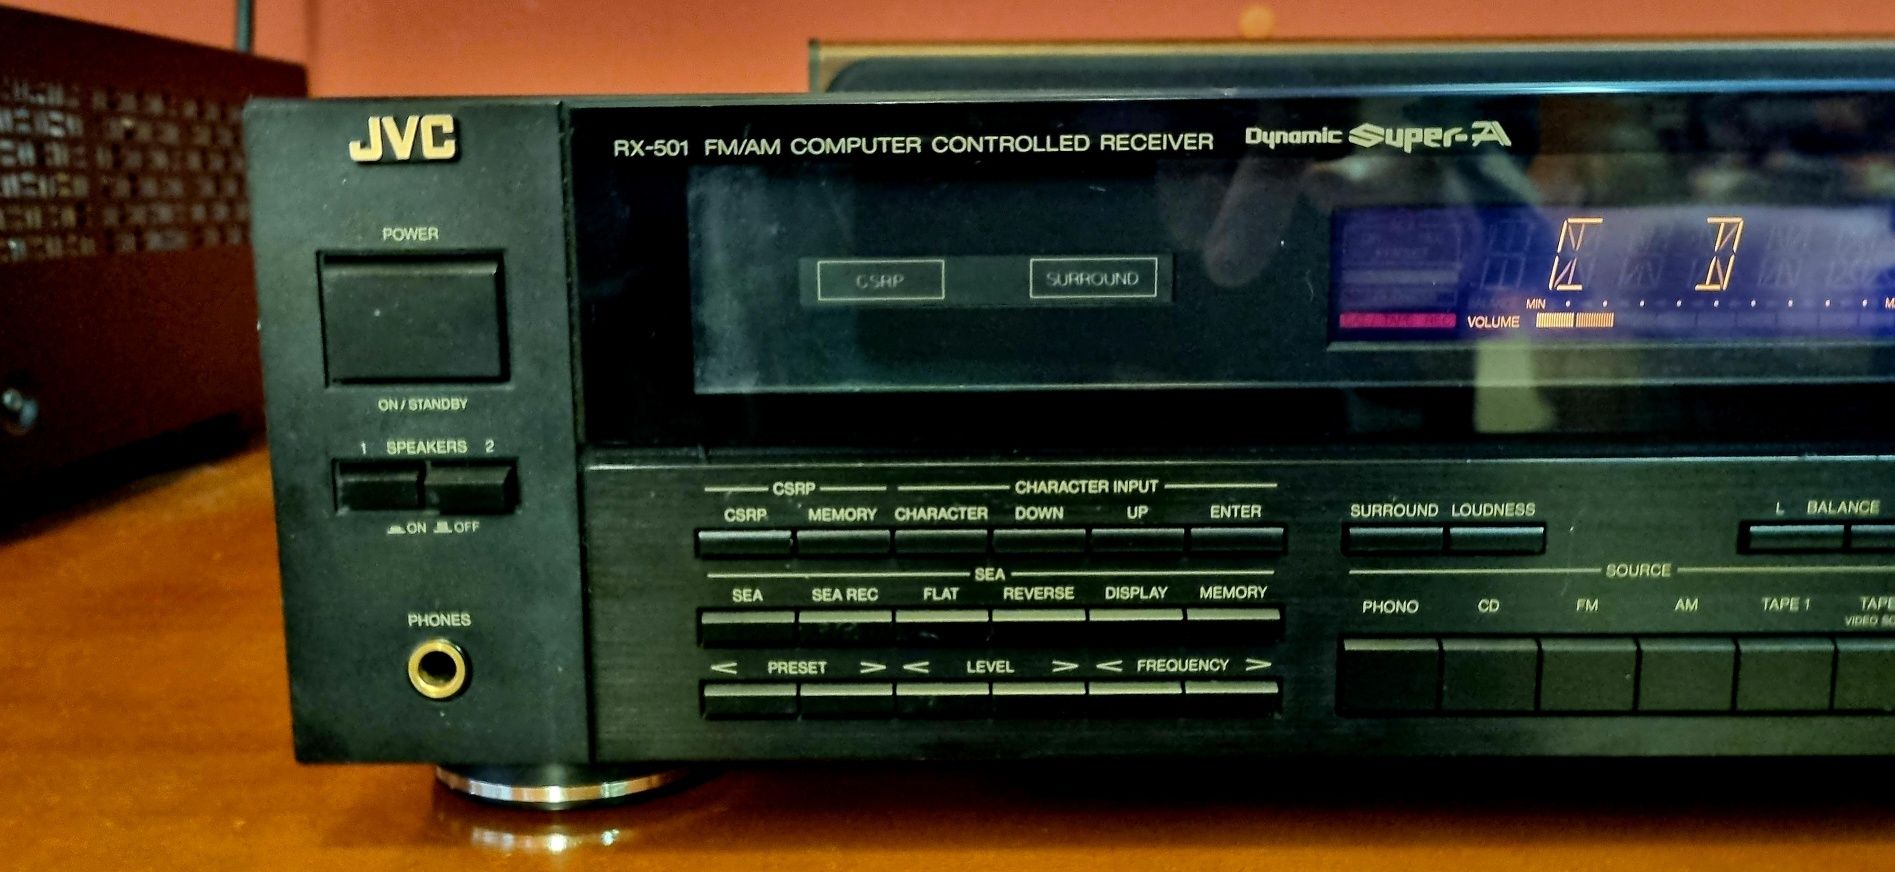 JVC
RX-501 FM/AM COMPUTER CONTROLLED RECEIVER Dynamic Super-A
POWER
CSRP SURROUND
MIN
VOLUME
ON / STANDBY
1 SPEAKERS 2
ON OFF
CSRP CHARACTER INPUT
CSRP MEMORY CHARACTER DOWN UP ENTER
SURROUND LOUDNESS L BALANCE
SEA
SOURCE
SEA SEA REC FLAT REVERSE DISPLAY MEMORY
PHONO CD FM AM TAPE 1
PHONES
< PRESET > < LEVEL > < FREQUENCY >